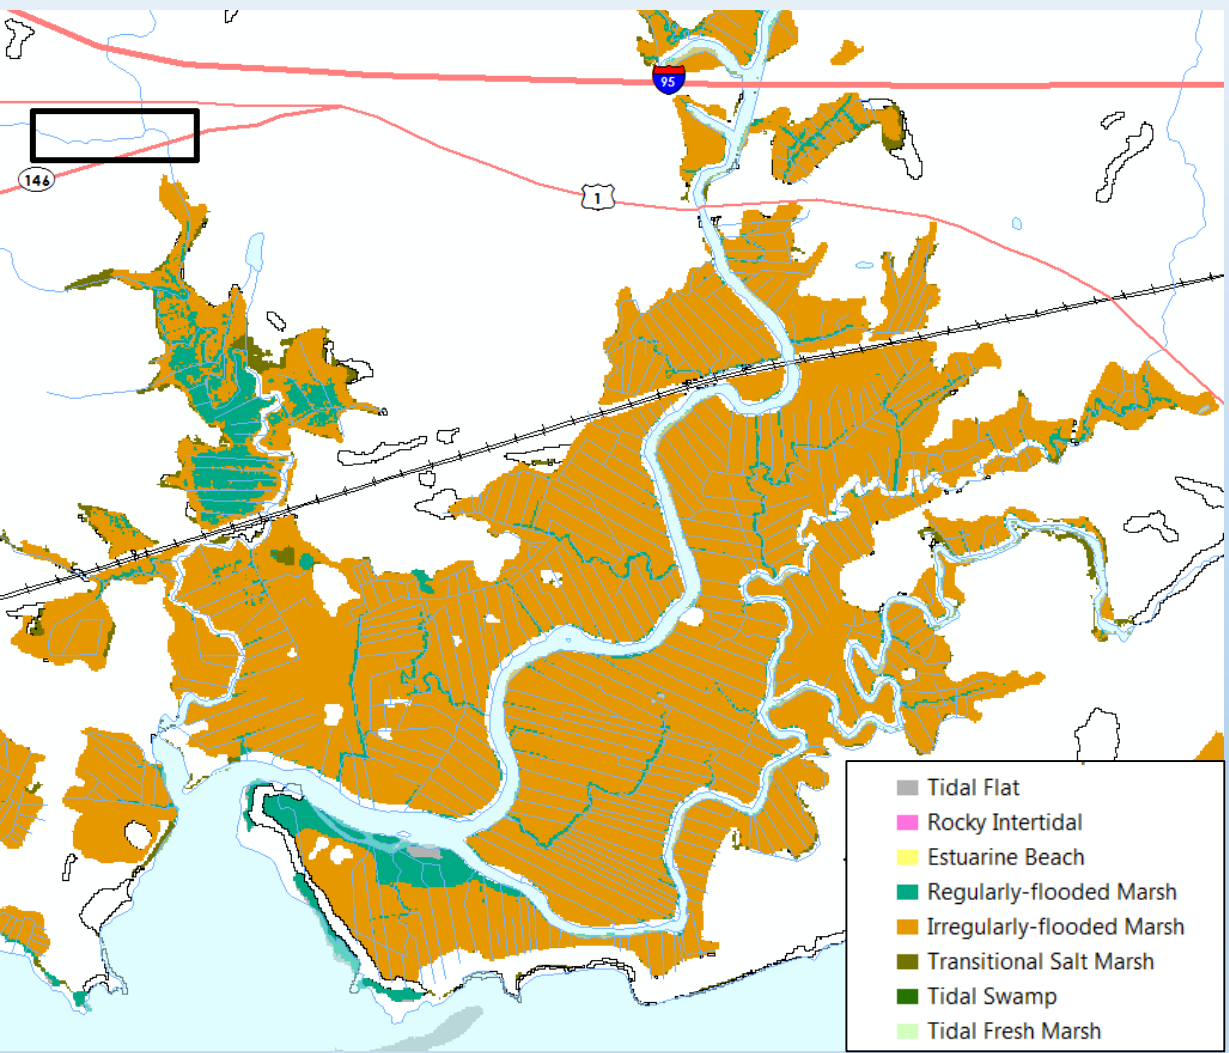 95
146
1
Tidal Flat
Rocky Intertidal
Estuarine Beach
Regularly-flooded Marsh
Irregularly-flooded Marsh
Transitional Salt Marsh
Tidal Swamp
Tidal Fresh Marsh